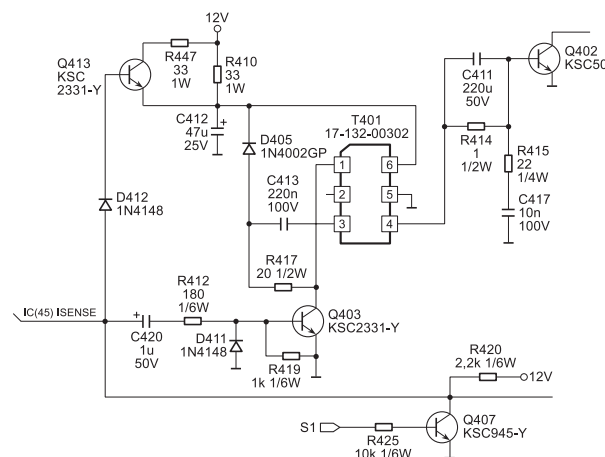 12V
Q413
KSC
2331-Y
R447
33
1W
R410
33
1W
C412
47u
25V
+
D405
1N4002GP
T401
17-132-00302
1
2
3
6
5
4
C413
220n
100V
C411
220u
50V
Q402
KSC50
R414
1
1/2W
R415
22
1/4W
C417
10n
100V
D412
1N4148
R417
20 1/2W
Q403
KSC2331-Y
R412
180
1/6W
IC(45) ISENSE
+
C420
1u
50V
D411
1N4148
R419
1k 1/6W
R420
2,2k 1/6W
12V
S1
R425
10k 1/6W
Q407
KSC945-Y